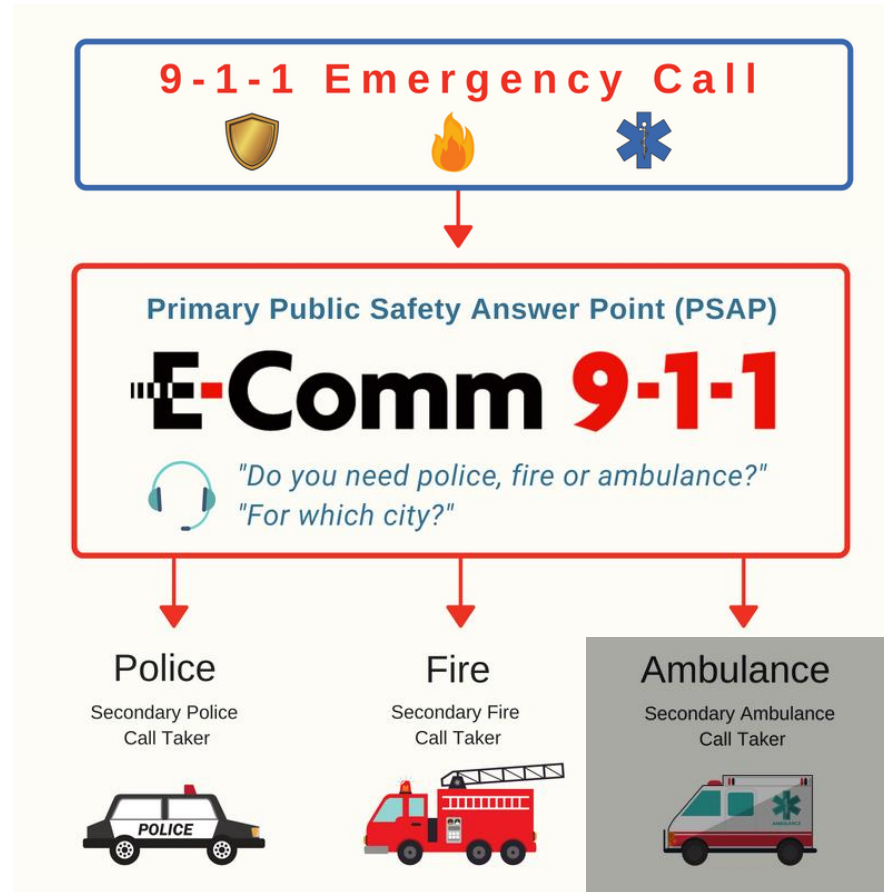 9-1-1 Emergency Call
Primary Public Safety Answer Point (PSAP)
E-Comm 9-1-1
"Do you need police, fire or ambulance?"
"For which city?"
Police
Secondary Police
Call Taker
POLICE
Fire
Secondary Fire
Call Taker
Ambulance
Secondary Ambulance
Call Taker
AMBULANCE